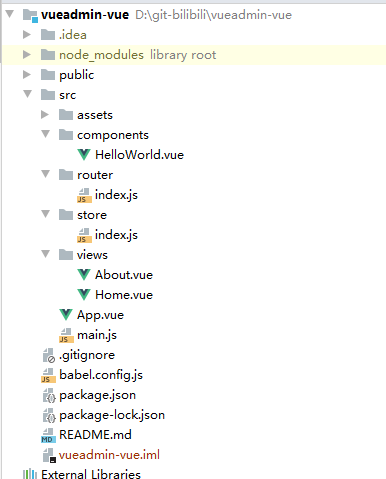 vueadmin-vue D:\git-bilibili\vueadmin-vue
.idea
node_modules library root
public
src
assets
components
HelloWorld.vue
router
index.js
store
index.js
views
About.vue
Home.vue
App.vue
main.js
.gitignore
babel.config.js
package.json
package-lock.json
README.md
vueadmin-vue.iml
External Libraries